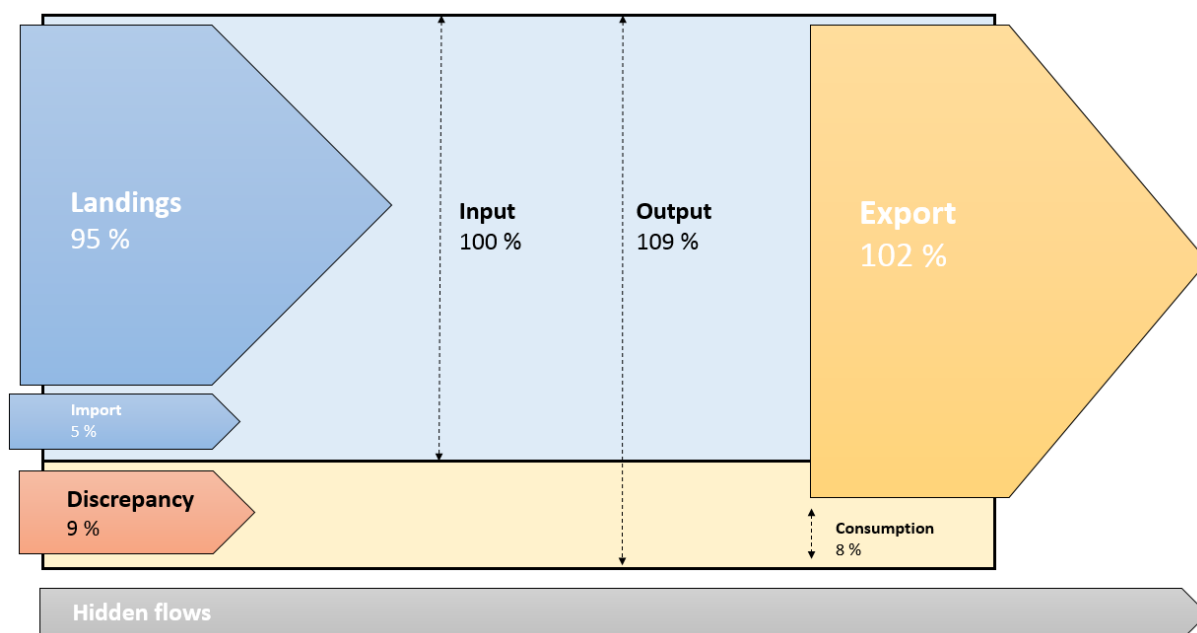 Landings
95 %
Input
100 %
Output
109 %
Export
102 %
Import
5 %
Discrepancy
9 %
Consumption
8 %
Hidden flows